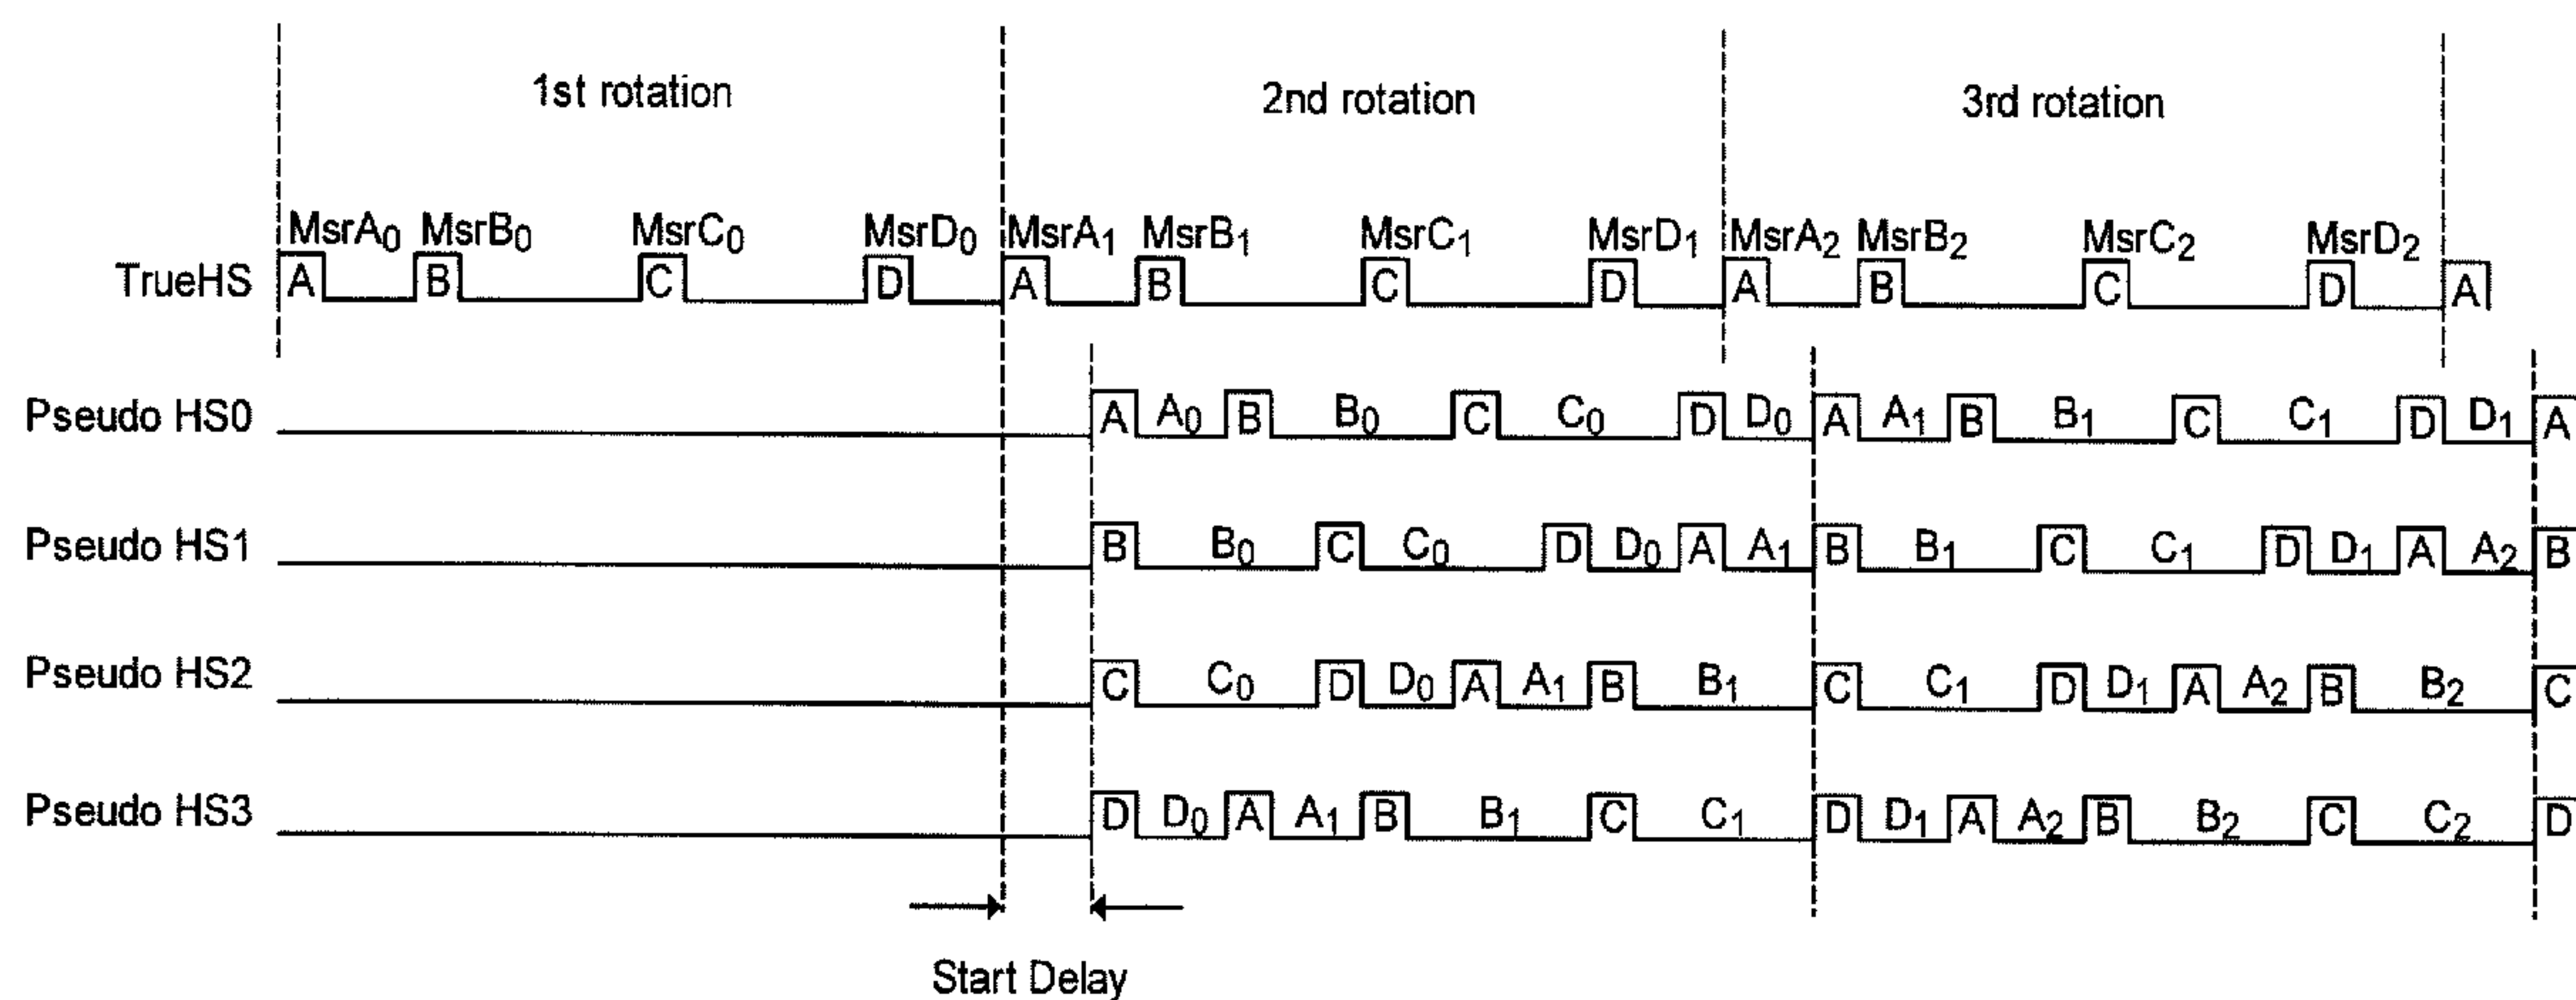 1st rotation 2nd rotation 3rd rotation
MsrA0 MsrB0 MsrC0 MsrD0 MsrA1 MsrB1 MsrC1 MsrD1 MsrA2 MsrB2 MsrC2 MsrD2
TrueHS A B C D A B C D A B C D A
Pseudo HS0 A A0 B B0 C C0 D D0 A A1 B B1 C C1 D D1 A
Pseudo HS1 B B0 C C0 D D0 A A1 B B1 C C1 D D1 A A2 B
Pseudo HS2 C C0 D D0 A A1 B B1 C C1 D D1 A A2 B B2 C
Pseudo HS3 D D0 A A1 B B1 C C1 D D1 A A2 B B2 C C2 D
Start Delay